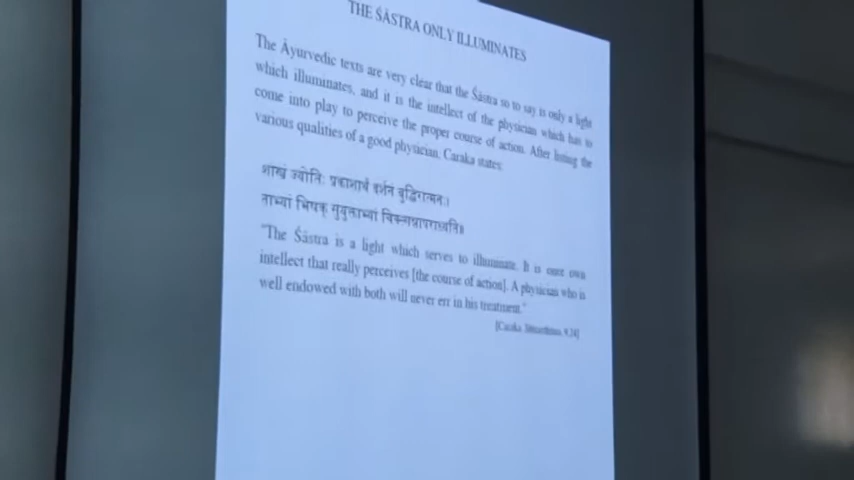 THE ŚĀSTRA ONLY ILLUMINATES
The Āyurvedic texts are very clear that the Śāstra so to say is only a light
which illuminates, and it is the intellect of the physician which has to
come into play to perceive the proper course of action. After listing the
various qualities of a good physician, Caraka states:
शास्त्रं ज्योतिः प्रकाशार्थं दर्शनं बुद्धिरात्मनः।
ताभ्यां भिषक् सुयुक्ताभ्यां चिकित्सन्नापराध्यति॥
"The Śāstra is a light which serves to illuminate. It is ones own
intellect that really perceives [the course of action]. A physician who is
well endowed with both will never err in his treatment."
[Caraka. 9.24]